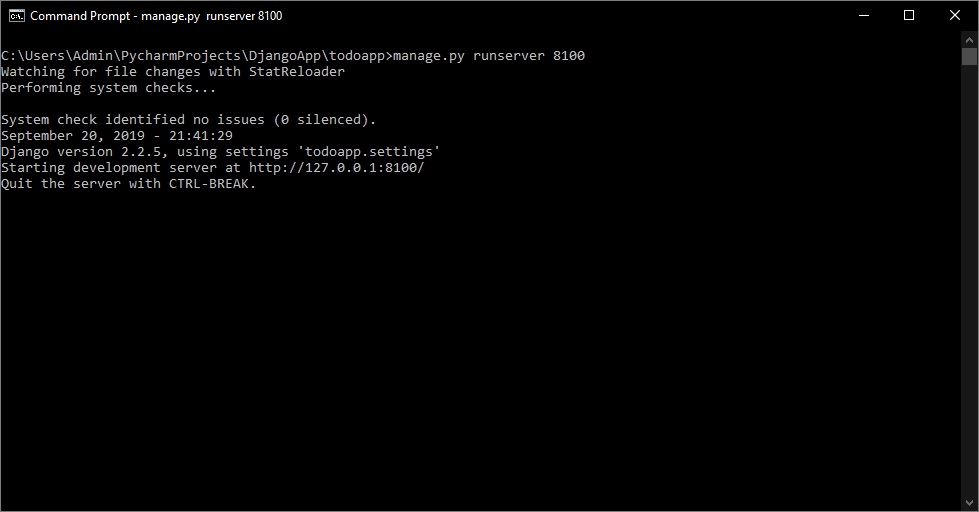 Command Prompt - manage.py  runserver 8100
C:\Users\Admin\PycharmProjects\DjangoApp\todoapp>manage.py runserver 8100
Watching for file changes with StatReloader
Performing system checks...
System check identified no issues (0 silenced).
September 20, 2019 - 21:41:29
Django version 2.2.5, using settings 'todoapp.settings'
Starting development server at http://127.0.0.1:8100/
Quit the server with CTRL-BREAK.